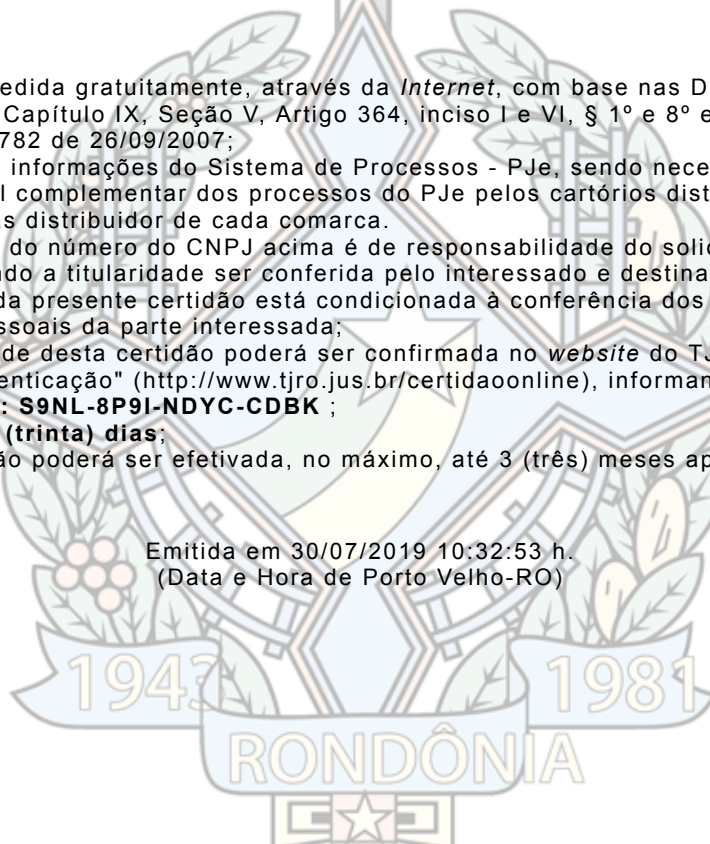 edida gratuitamente, através da Internet, com base nas D
Capítulo IX, Seção V, Artigo 364, inciso I e VI, § 1º e 8º e
782 de 26/09/2007;
informações do Sistema de Processos - PJe, sendo nece
l complementar dos processos do PJe pelos cartórios dist
s distribuidor de cada comarca.
do número do CNPJ acima é de responsabilidade do solic
ndo a titularidade ser conferida pelo interessado e destina
da presente certidão está condicionada à conferência dos
ssoais da parte interessada;
de desta certidão poderá ser confirmada no website do TJ
enticação" (http://www.tjro.jus.br/certidaoonline), informan
: S9NL-8P9I-NDYC-CDBK ;
(trinta) dias;
ão poderá ser efetivada, no máximo, até 3 (três) meses ap
Emitida em 30/07/2019 10:32:53 h.
(Data e Hora de Porto Velho-RO)
1943 1981
RONDÔNIA